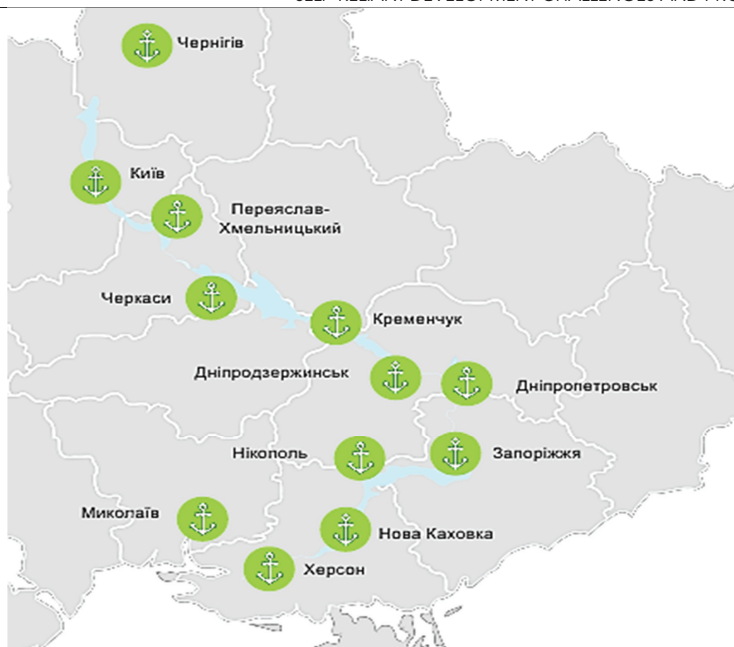 Чернігів
Київ
Переяслав-
Хмельницький
Черкаси
Кременчук
Дніпродзержинськ
Дніпропетровськ
Нікополь
Запоріжжя
Миколаїв
Нова Каховка
Херсон